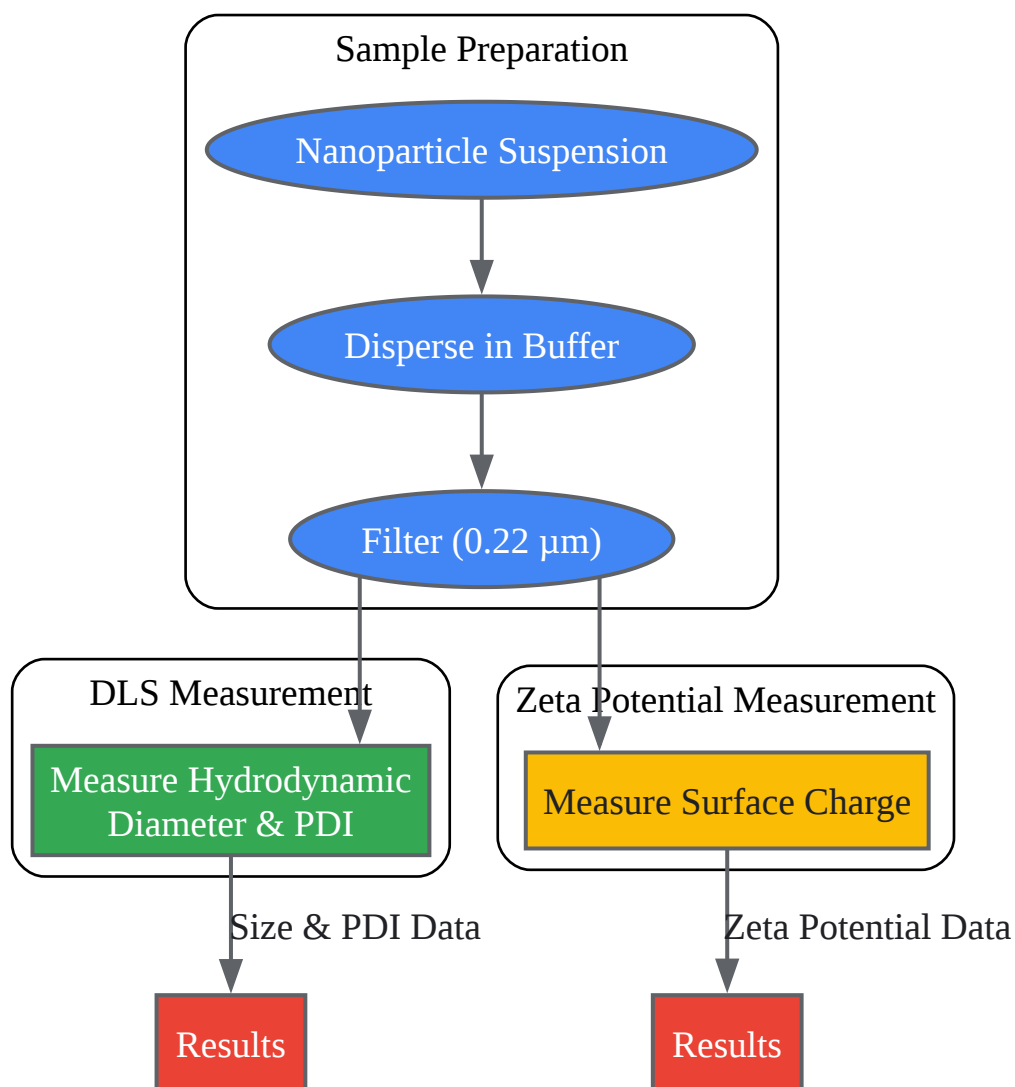 Sample Preparation
Nanoparticle Suspension
Disperse in Buffer
Filter (0.22 µm)
DLS Measurement
Measure Hydrodynamic
Diameter & PDI
Size & PDI Data
Results
Zeta Potential Measurement
Measure Surface Charge
Zeta Potential Data
Results